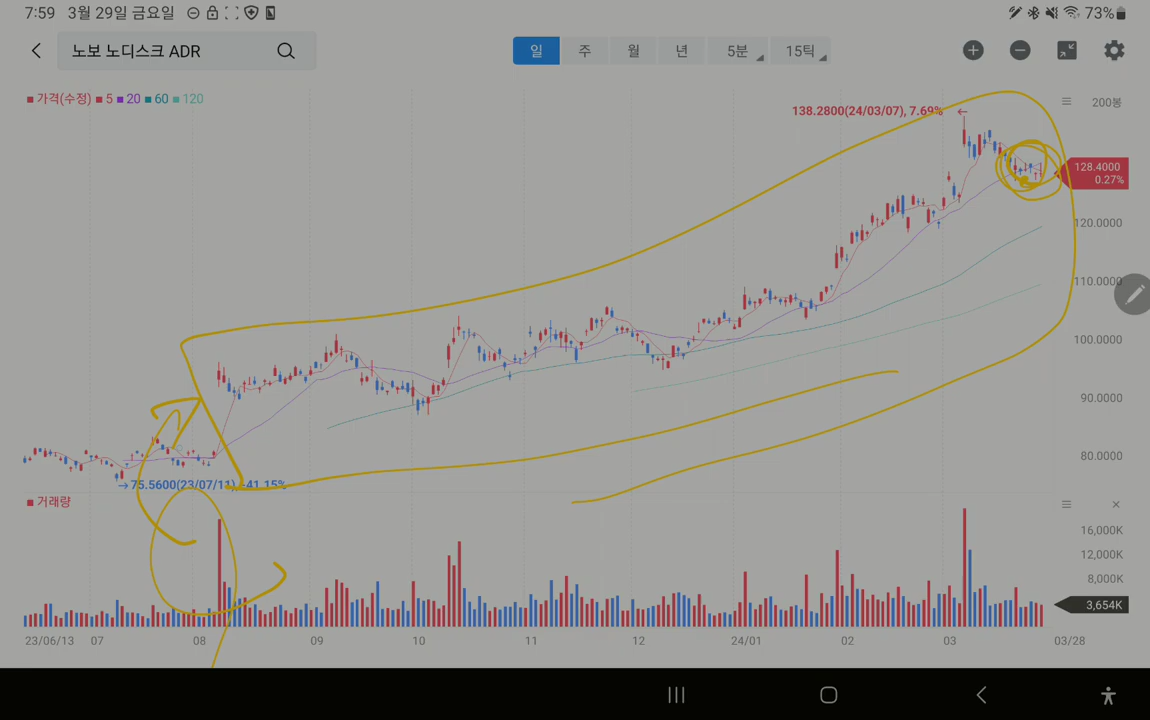 7:59 3월 29일 금요일 73%
노보 노디스크 ADR 일 주 월 년 5분 15틱
가격(수정) 5 20 60 120 200봉
138.2800(24/03/07), 7.69%
128.4000
0.27%
120.0000
110.0000
100.0000
90.0000
80.0000
75.5600(23/07/11), -41.15%
거래량
16,000K
12,000K
8,000K
3,654K
23/06/13 07 08 09 10 11 12 24/01 02 03 03/28